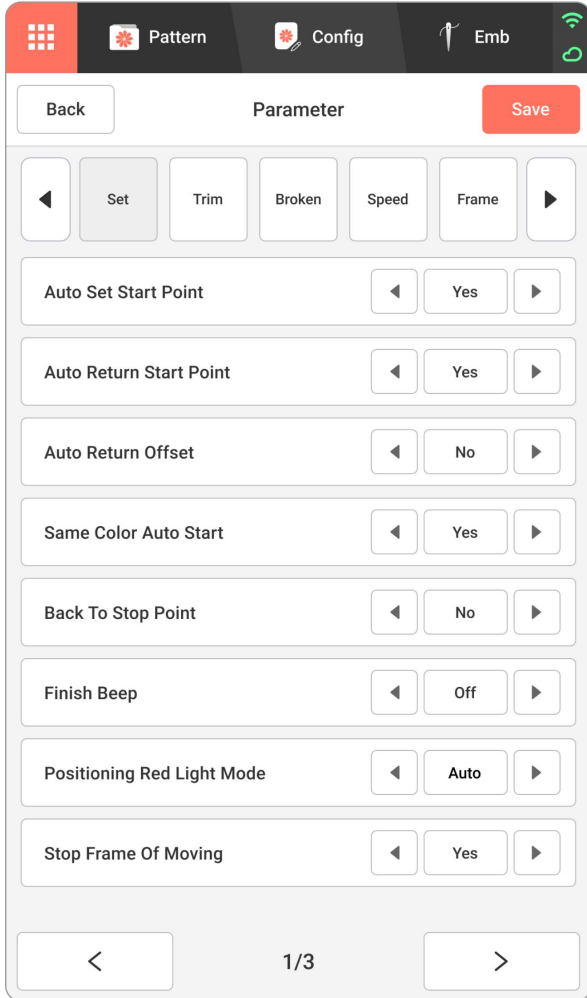 Pattern Config Emb
Back Parameter Save
Set Trim Broken Speed Frame
Auto Set Start Point Yes
Auto Return Start Point Yes
Auto Return Offset No
Same Color Auto Start Yes
Back To Stop Point No
Finish Beep Off
Positioning Red Light Mode Auto
Stop Frame Of Moving Yes
1/3